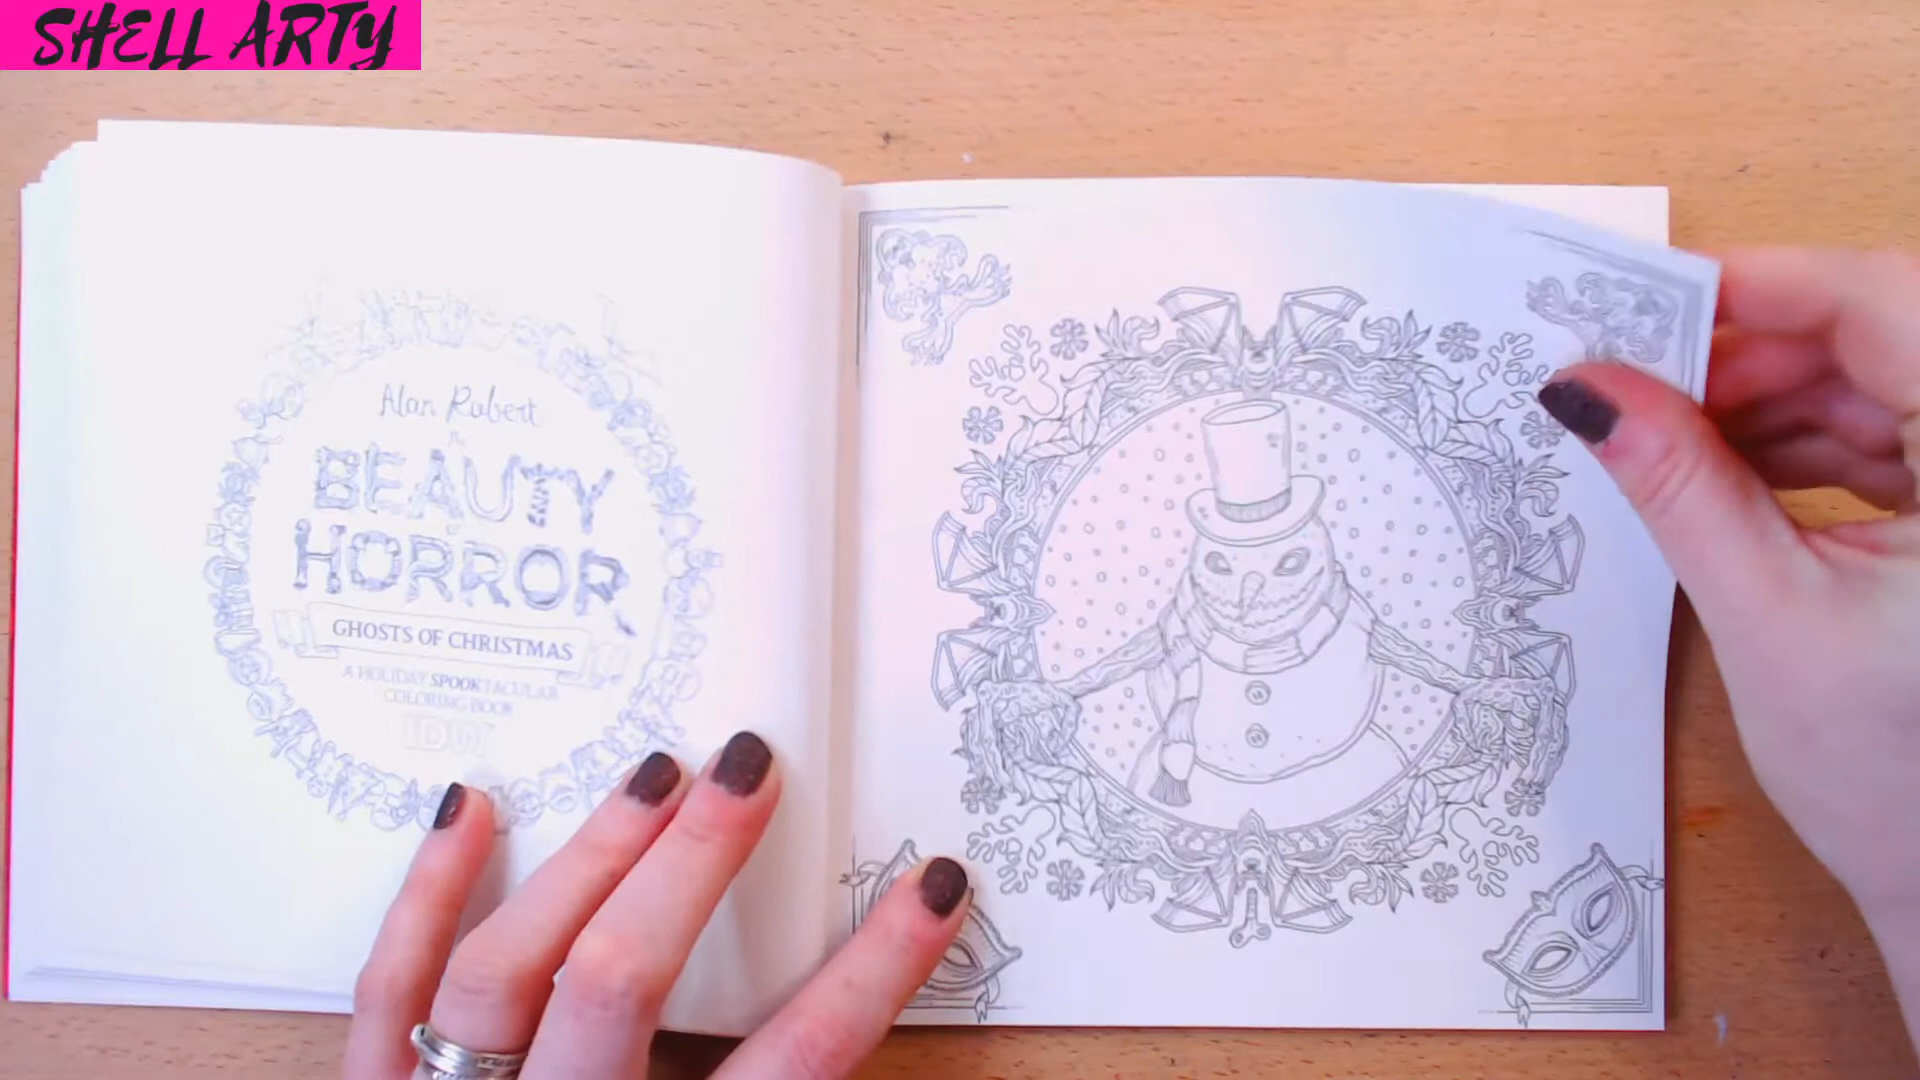 SHELL ARTY
Alan Robert
BEAUTY
HORROR
GHOSTS OF CHRISTMAS
A HOLIDAY SPOOKTACULAR
COLORING BOOK
IDW